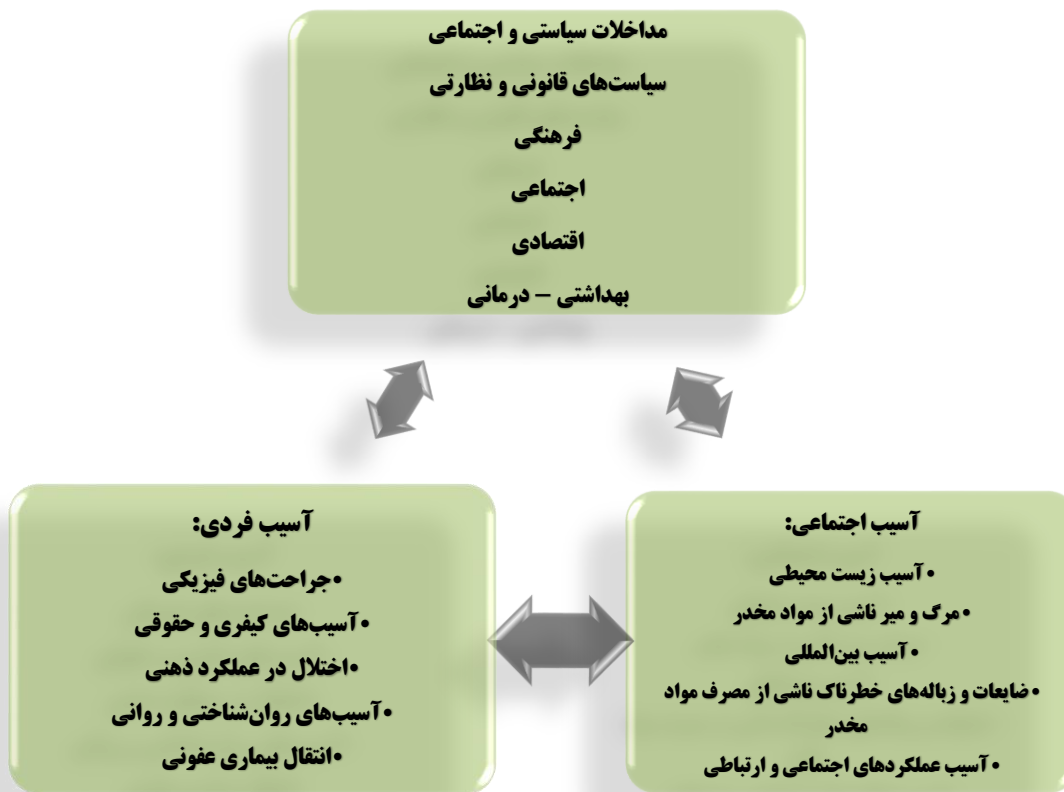 مداخلات سیاستی و اجتماعی
سیاست‌های قانونی و نظارتی
فرهنگی
اجتماعی
اقتصادی
بهداشتی – درمانی
آسیب اجتماعی:
•آسیب زیست محیطی
•مرگ و میر ناشی از مواد مخدر
•آسیب بین‌المللی
•ضایعات و زباله‌های خطرناک ناشی از مصرف مواد
مخدر
•آسیب عملکردهای اجتماعی و ارتباطی
آسیب فردی:
•جراحت‌های فیزیکی
•آسیب‌های کیفری و حقوقی
•اختلال در عملکرد ذهنی
•آسیب‌های روان‌شناختی و روانی
•انتقال بیماری عفونی